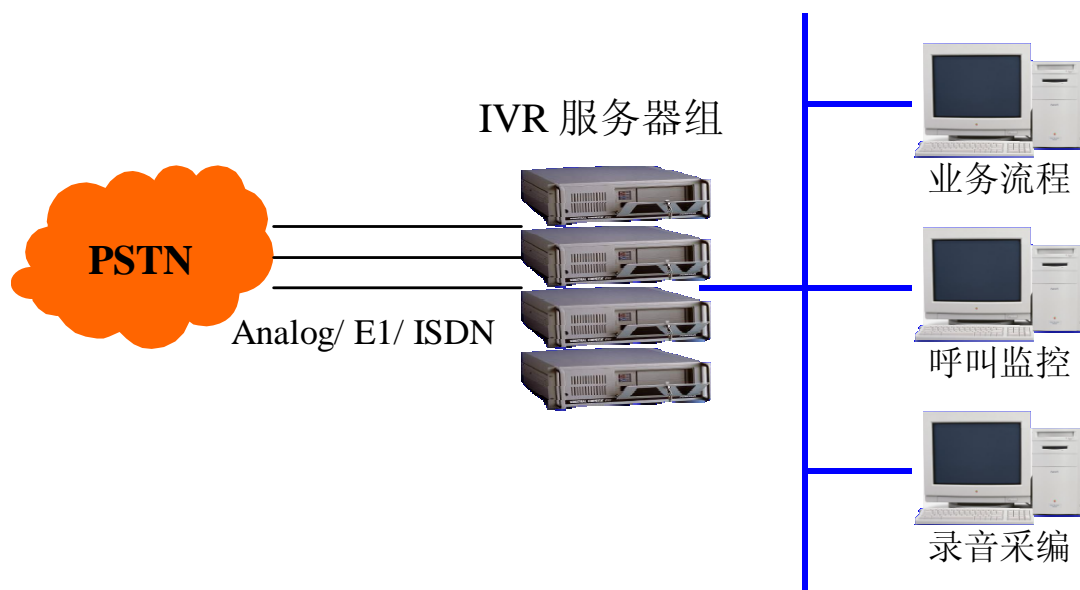 IVR 服务器组
PSTN
Analog/ E1/ ISDN
业务流程
呼叫监控
录音采编